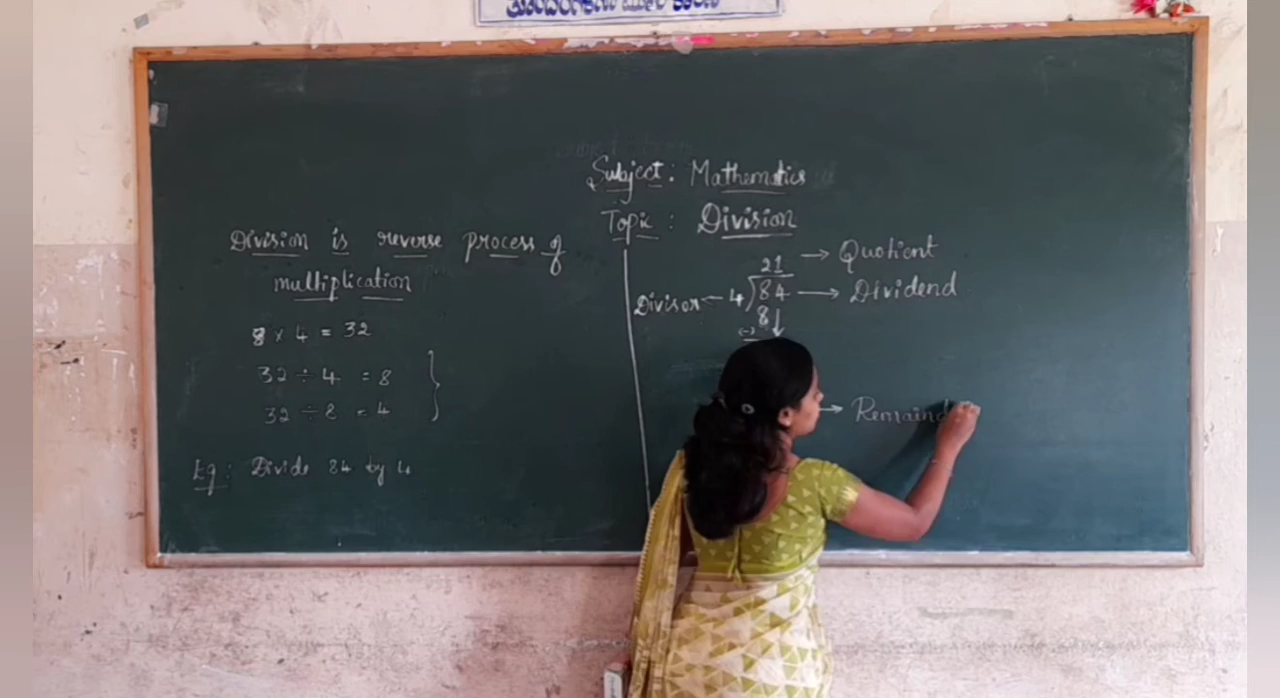 Subject: Mathematics
Topic: Division
Division is reverse process of
multiplication
8 x 4 = 32
32 ÷ 4 = 8
32 ÷ 8 = 4
Eg: Divide 84 by 4
21 → Quotient
Divisor ← 4)84 → Dividend
8↓
(-)
→ Remaind